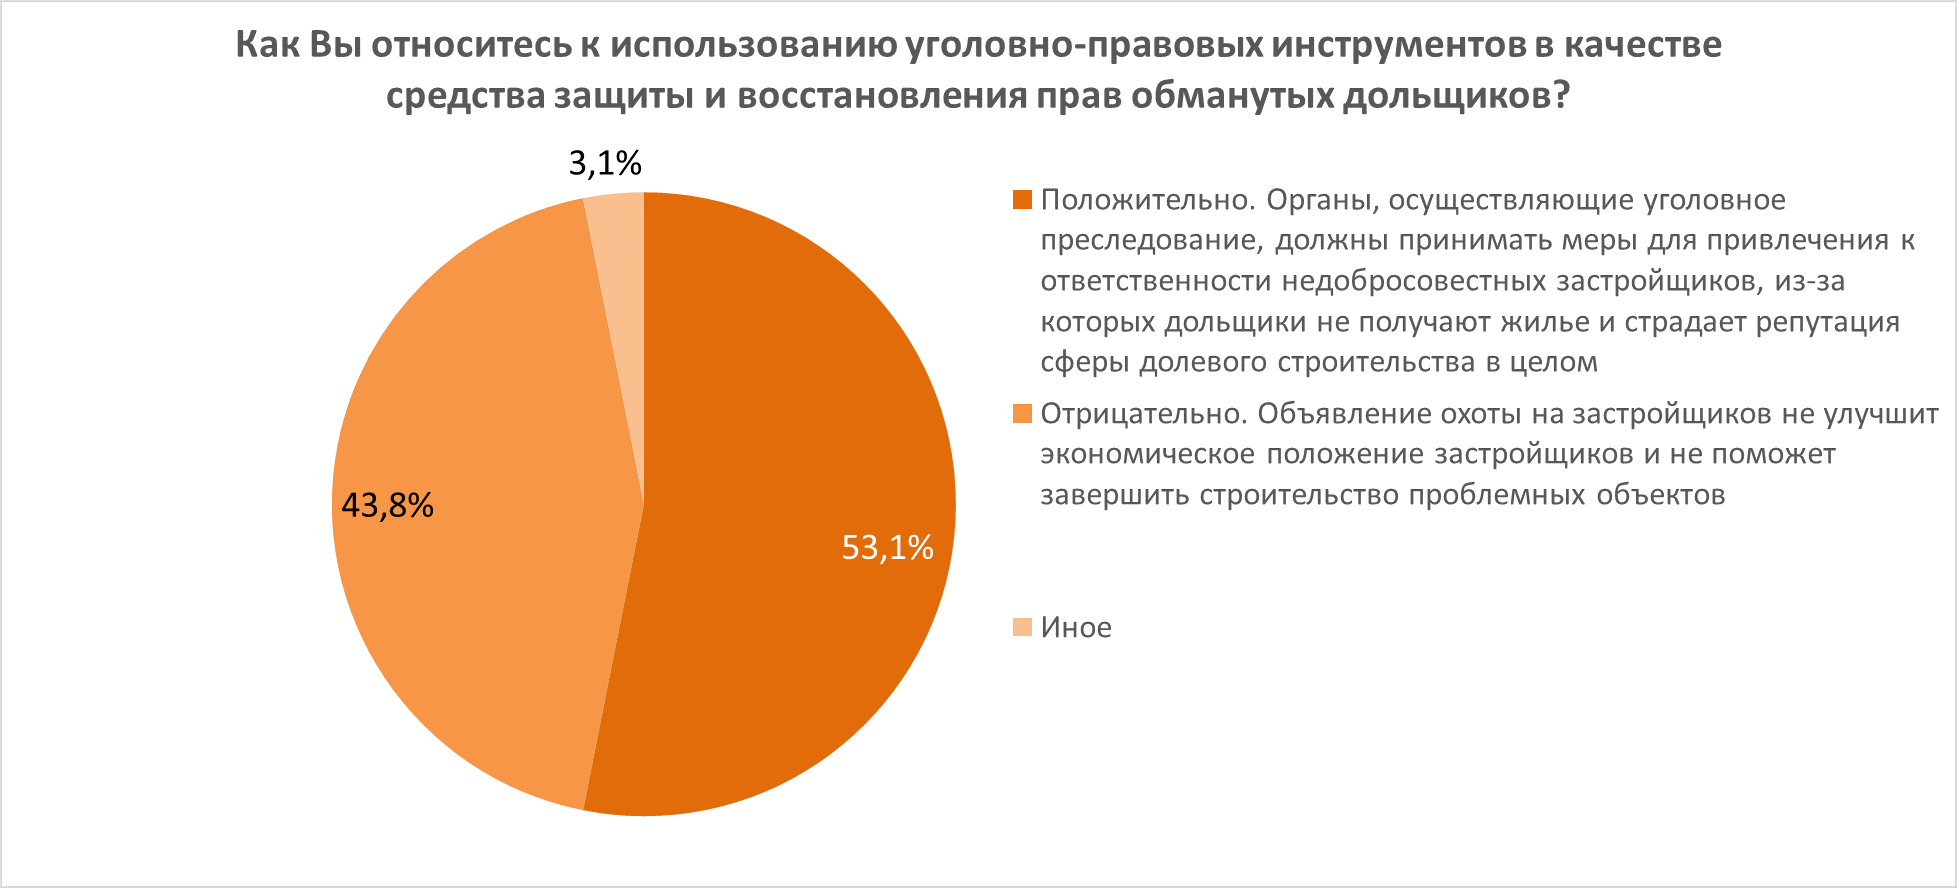 Как Вы относитесь к использованию уголовно-правовых инструментов в качестве
средства защиты и восстановления прав обманутых дольщиков?
3,1%
43,8%
53,1%
Положительно. Органы, осуществляющие уголовное
преследование, должны принимать меры для привлечения к
ответственности недобросовестных застройщиков, из-за
которых дольщики не получают жилье и страдает репутация
сферы долевого строительства в целом
Отрицательно. Объявление охоты на застройщиков не улучшит
экономическое положение застройщиков и не поможет
завершить строительство проблемных объектов
Иное